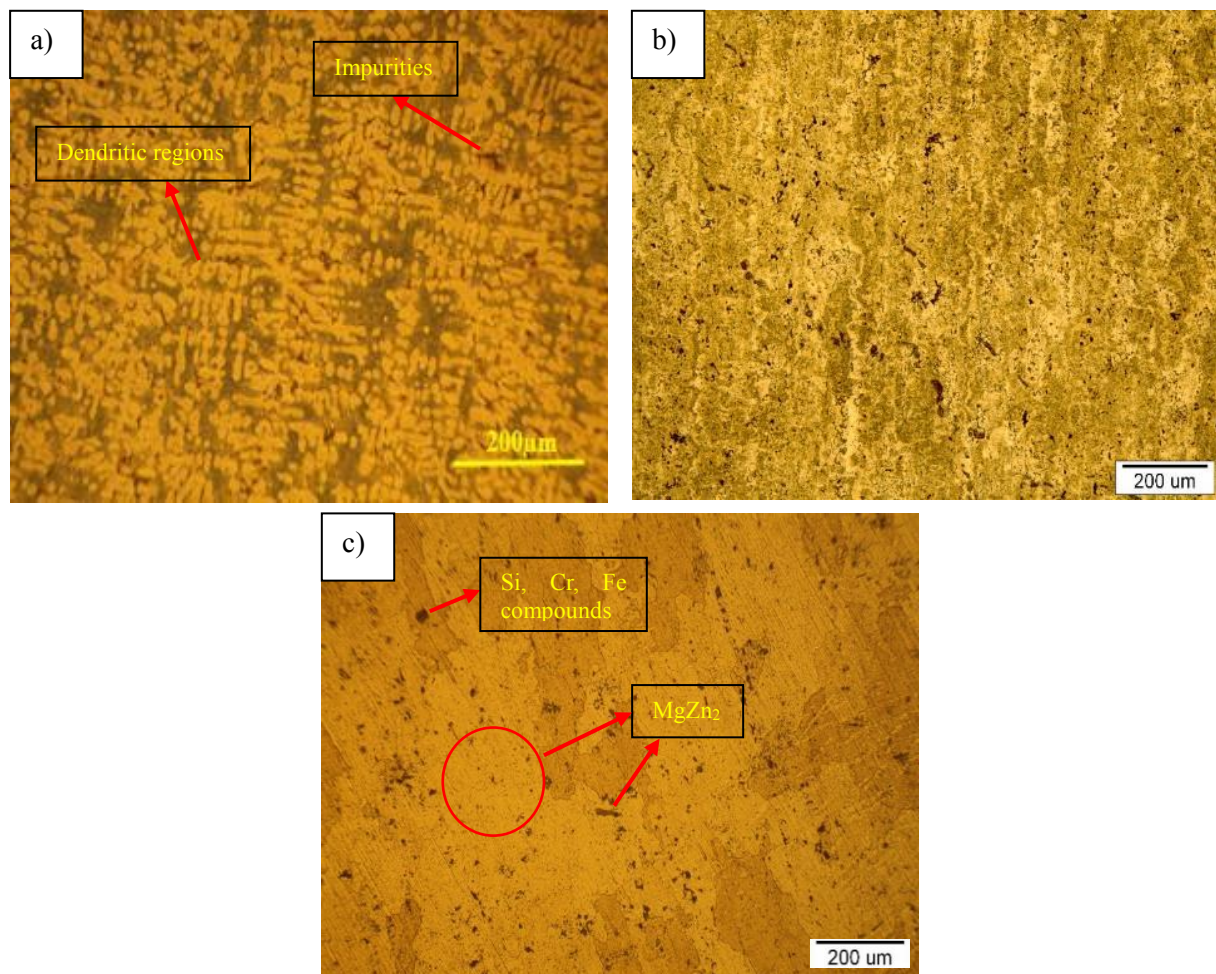 a)
Impurities
Dendritic regions
200µm
b)
200 um
c)
Si, Cr, Fe
compounds
MgZn₂
200 um